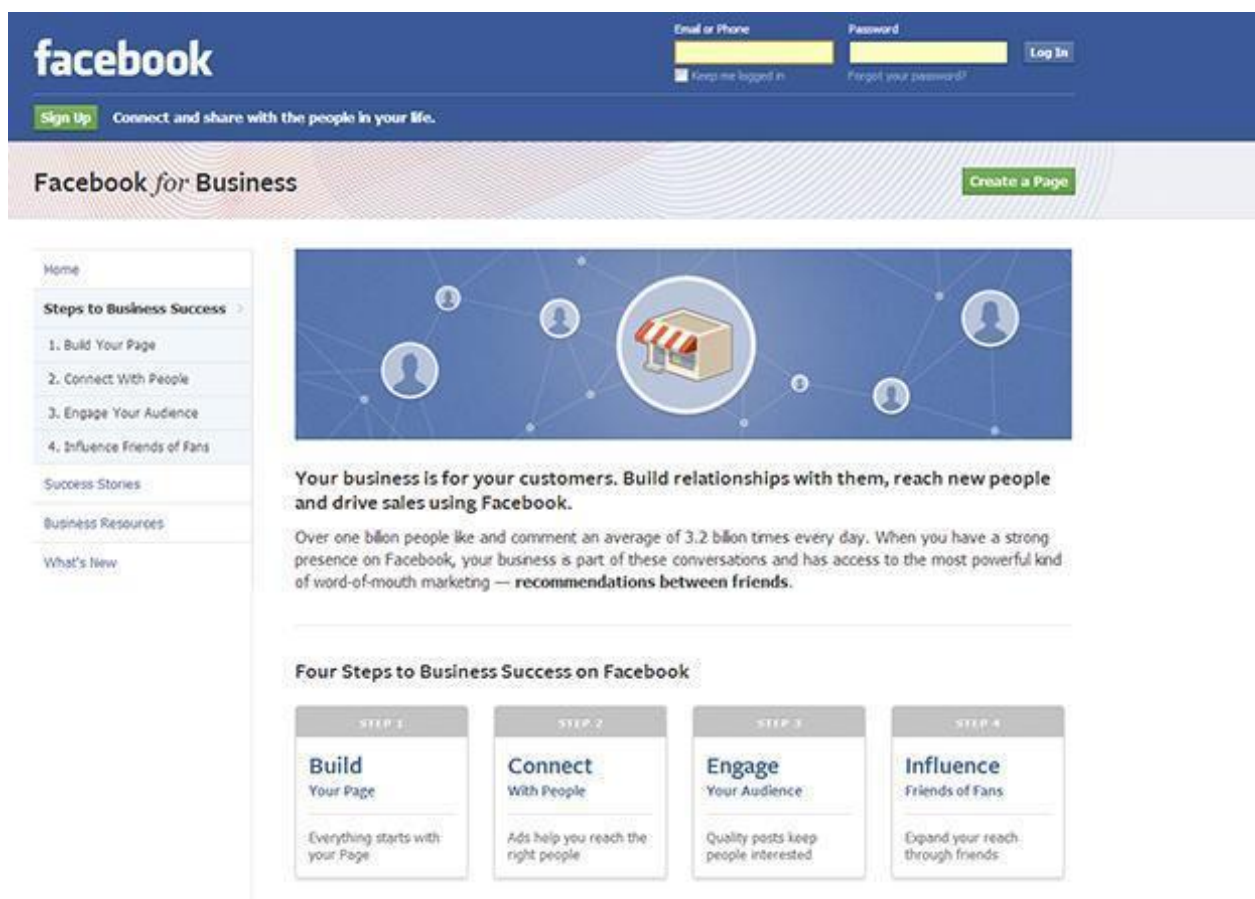 facebook
Email or Phone
Password
Log In
Keep me logged in
Forgot your password?
Sign Up
Connect and share with the people in your life.
Facebook for Business
Create a Page
Home
Steps to Business Success
1. Build Your Page
2. Connect With People
3. Engage Your Audience
4. Influence Friends of Fans
Success Stories
Business Resources
What's New
Your business is for your customers. Build relationships with them, reach new people
and drive sales using Facebook.
Over one billion people like and comment an average of 3.2 billion times every day. When you have a strong
presence on Facebook, your business is part of these conversations and has access to the most powerful kind
of word-of-mouth marketing — recommendations between friends.
Four Steps to Business Success on Facebook
STEP 1
Build
Your Page
Everything starts with
your Page
STEP 2
Connect
With People
Ads help you reach the
right people
STEP 3
Engage
Your Audience
Quality posts keep
people interested
STEP 4
Influence
Friends of Fans
Expand your reach
through friends